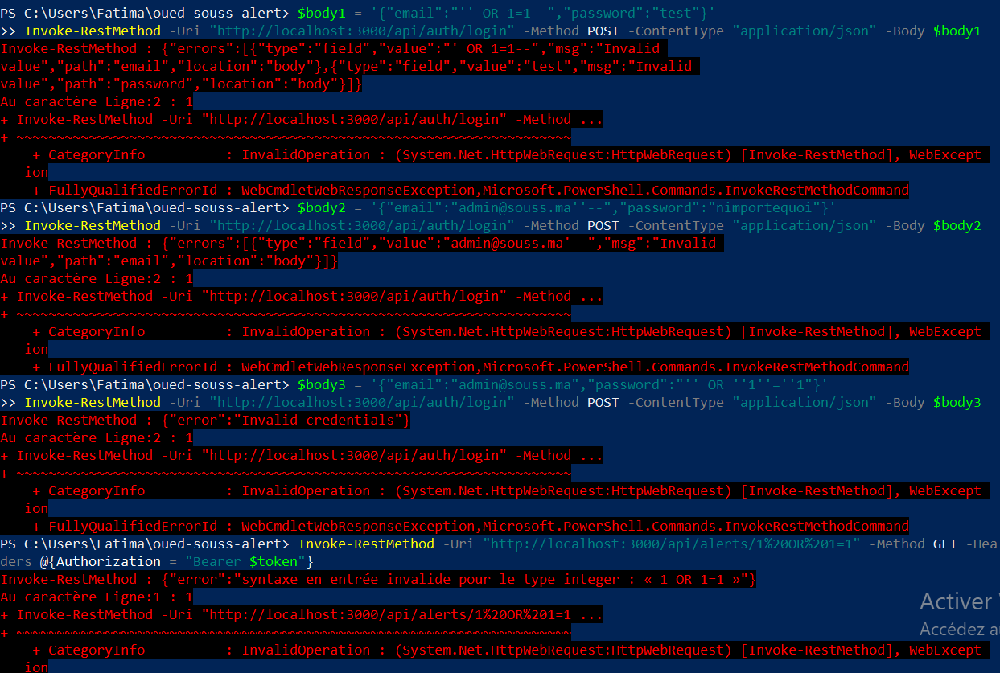 PS C:\Users\Fatima\oued-souss-alert> $body1 = '{"email":"'' OR 1=1--","password":"test"}'
>> Invoke-RestMethod -Uri "http://localhost:3000/api/auth/login" -Method POST -ContentType "application/json" -Body $body1
Invoke-RestMethod : {"errors":[{"type":"field","value":"' OR 1=1--","msg":"Invalid
value","path":"email","location":"body"},{"type":"field","value":"test","msg":"Invalid
value","path":"password","location":"body"}]}
Au caractère Ligne:2 : 1
+ Invoke-RestMethod -Uri "http://localhost:3000/api/auth/login" -Method ...
+ ~~~~~~~~~~~~~~~~~~~~~~~~~~~~~~~~~~~~~~~~~~~~~~~~~~~~~~~~~~~~~~~~~~~~~
+ CategoryInfo : InvalidOperation : (System.Net.HttpWebRequest:HttpWebRequest) [Invoke-RestMethod], WebExcept
ion
+ FullyQualifiedErrorId : WebCmdletWebResponseException,Microsoft.PowerShell.Commands.InvokeRestMethodCommand
PS C:\Users\Fatima\oued-souss-alert> $body2 = '{"email":"admin@souss.ma''--","password":"nimportequoi"}'
>> Invoke-RestMethod -Uri "http://localhost:3000/api/auth/login" -Method POST -ContentType "application/json" -Body $body2
Invoke-RestMethod : {"errors":[{"type":"field","value":"admin@souss.ma'--","msg":"Invalid
value","path":"email","location":"body"}]}
Au caractère Ligne:2 : 1
+ Invoke-RestMethod -Uri "http://localhost:3000/api/auth/login" -Method ...
+ ~~~~~~~~~~~~~~~~~~~~~~~~~~~~~~~~~~~~~~~~~~~~~~~~~~~~~~~~~~~~~~~~~~~~~
+ CategoryInfo : InvalidOperation : (System.Net.HttpWebRequest:HttpWebRequest) [Invoke-RestMethod], WebExcept
ion
+ FullyQualifiedErrorId : WebCmdletWebResponseException,Microsoft.PowerShell.Commands.InvokeRestMethodCommand
PS C:\Users\Fatima\oued-souss-alert> $body3 = '{"email":"admin@souss.ma","password":"'' OR ''1''=''1"}'
>> Invoke-RestMethod -Uri "http://localhost:3000/api/auth/login" -Method POST -ContentType "application/json" -Body $body3
Invoke-RestMethod : {"error":"Invalid credentials"}
Au caractère Ligne:2 : 1
+ Invoke-RestMethod -Uri "http://localhost:3000/api/auth/login" -Method ...
+ ~~~~~~~~~~~~~~~~~~~~~~~~~~~~~~~~~~~~~~~~~~~~~~~~~~~~~~~~~~~~~~~~~~~~~
+ CategoryInfo : InvalidOperation : (System.Net.HttpWebRequest:HttpWebRequest) [Invoke-RestMethod], WebExcept
ion
+ FullyQualifiedErrorId : WebCmdletWebResponseException,Microsoft.PowerShell.Commands.InvokeRestMethodCommand
PS C:\Users\Fatima\oued-souss-alert> Invoke-RestMethod -Uri "http://localhost:3000/api/alerts/1%20OR%201=1" -Method GET -Hea
ders @{Authorization = "Bearer $token"}
Invoke-RestMethod : {"error":"syntaxe en entrée invalide pour le type integer : « 1 OR 1=1 »"}
Au caractère Ligne:1 : 1
+ Invoke-RestMethod -Uri "http://localhost:3000/api/alerts/1%20OR%201=1 ...
+ ~~~~~~~~~~~~~~~~~~~~~~~~~~~~~~~~~~~~~~~~~~~~~~~~~~~~~~~~~~~~~~~~~~~~~
+ CategoryInfo : InvalidOperation : (System.Net.HttpWebRequest:HttpWebRequest) [Invoke-RestMethod], WebExcept
ion
Activer
Accédez